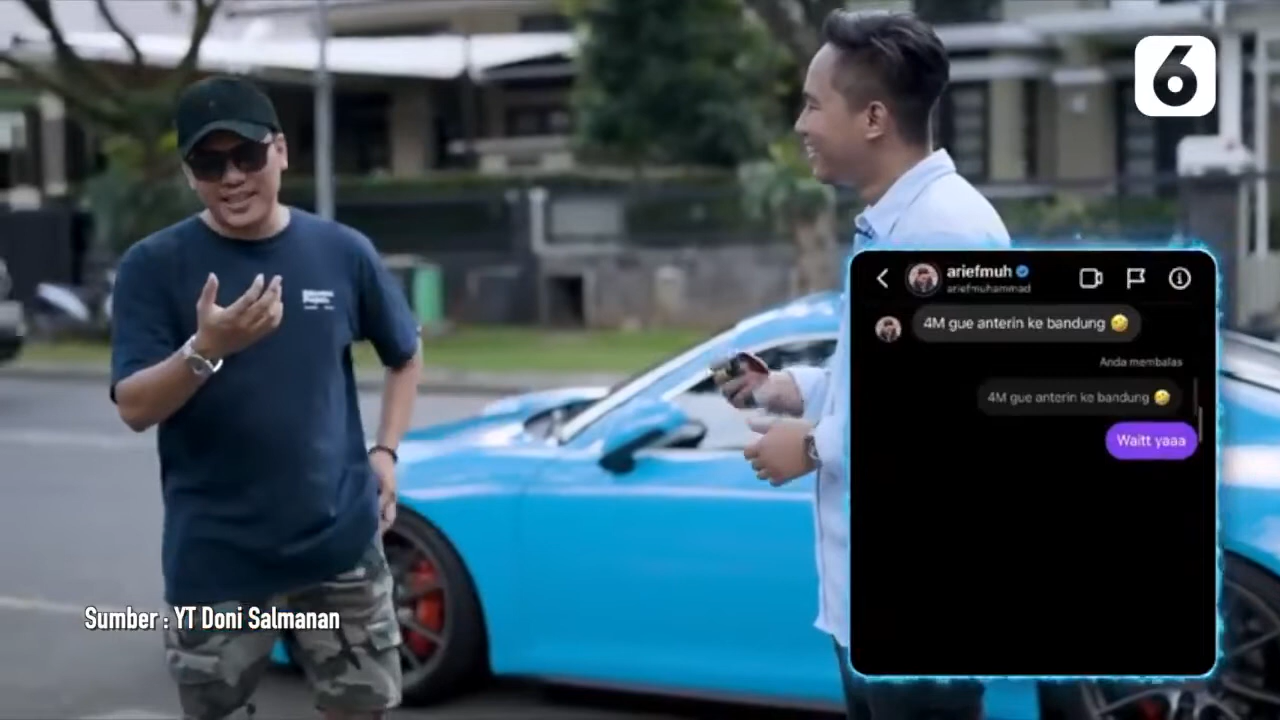 6
ariefmuh
ariefmuhammad
4M gue anterin ke bandung 🤣
Anda membalas
4M gue anterin ke bandung 🤣
Waitt yaaa
Sumber : YT Doni Salmanan